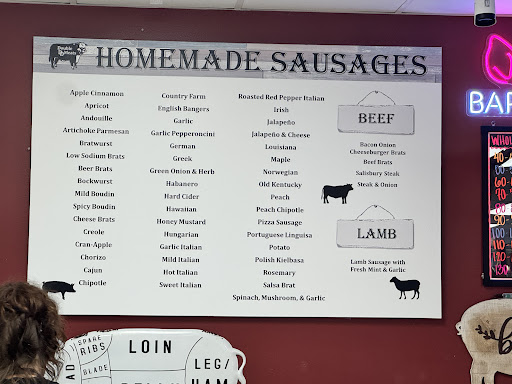 Double
Meats
HOMEMADE SAUSAGES
Apple Cinnamon
Apricot
Andouille
Artichoke Parmesan
Bratwurst
Low Sodium Brats
Beer Brats
Bockwurst
Mild Boudin
Spicy Boudin
Cheese Brats
Creole
Cran-Apple
Chorizo
Cajun
Chipotle
Country Farm
English Bangers
Garlic
Garlic Pepperoncini
German
Greek
Green Onion & Herb
Habanero
Hard Cider
Hawaiian
Honey Mustard
Hungarian
Garlic Italian
Mild Italian
Hot Italian
Sweet Italian
Roasted Red Pepper Italian
Irish
Jalapeño
Jalapeño & Cheese
Louisiana
Maple
Norwegian
Old Kentucky
Peach
Peach Chipotle
Pizza Sausage
Portuguese Linguisa
Potato
Polish Kielbasa
Rosemary
Salsa Brat
Spinach, Mushroom, & Garlic
BEEF
Bacon Onion
Cheeseburger Brats
Beef Brats
Salisbury Steak
Steak & Onion
LAMB
Lamb Sausage with
Fresh Mint & Garlic
BAR
WHOL
SPARE
RIBS
BLADE
LOIN
LEG/
HAM